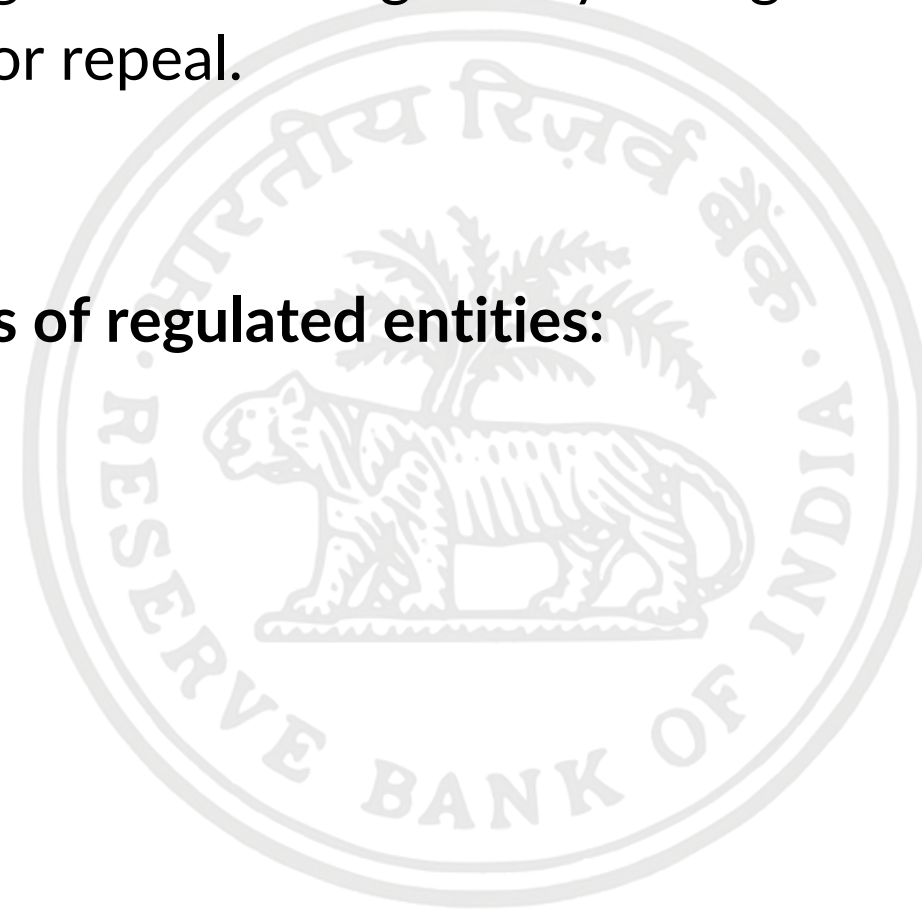 or repeal.
भारतीय रिज़र्व बैंक
s of regulated entities:
RESERVE BANK OF INDIA